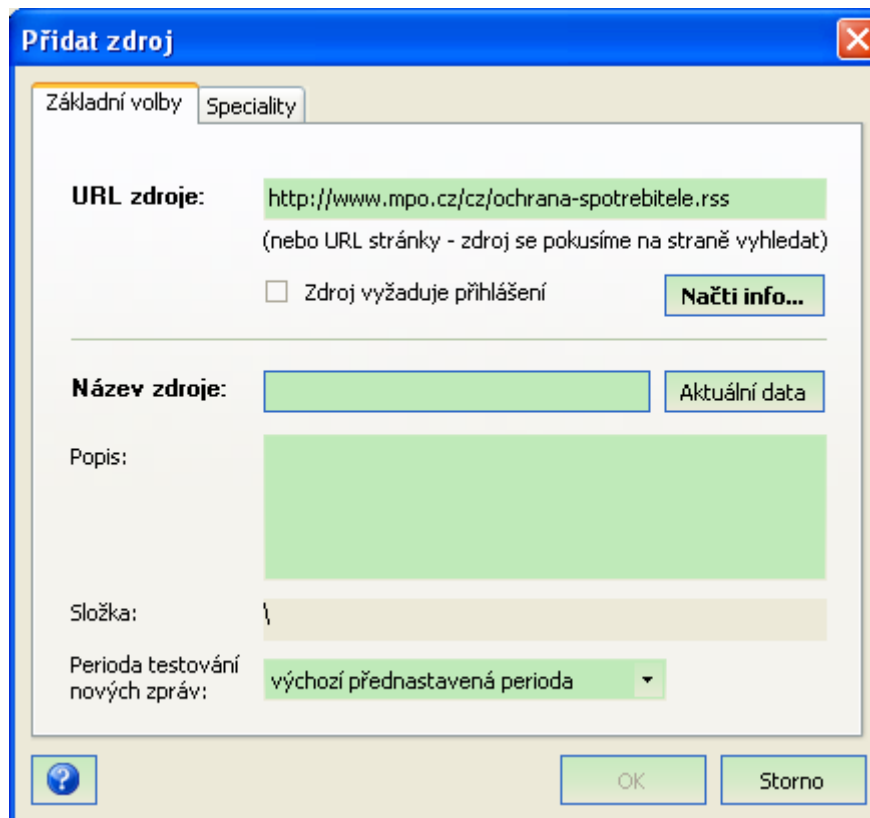 Přidat zdroj
Základní volby
Speciality
URL zdroje:
http://www.mpo.cz/cz/ochrana-spotrebitele.rss
(nebo URL stránky - zdroj se pokusíme na straně vyhledat)
Zdroj vyžaduje přihlášení
Načti info...
Název zdroje:
Aktuální data
Popis:
Složka:
\
Perioda testování
nových zpráv:
výchozí přednastavená perioda
?
OK
Storno